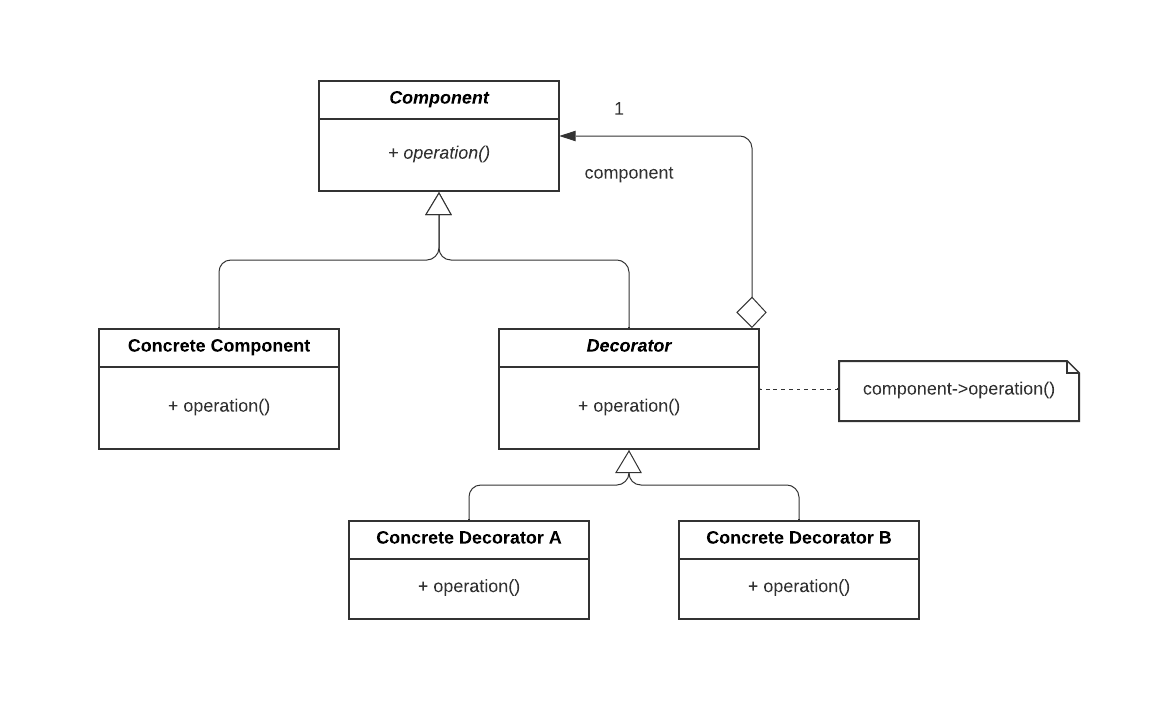 Component
+ operation()
1
component
Concrete Component
+ operation()
Decorator
+ operation()
component->operation()
Concrete Decorator A
+ operation()
Concrete Decorator B
+ operation()